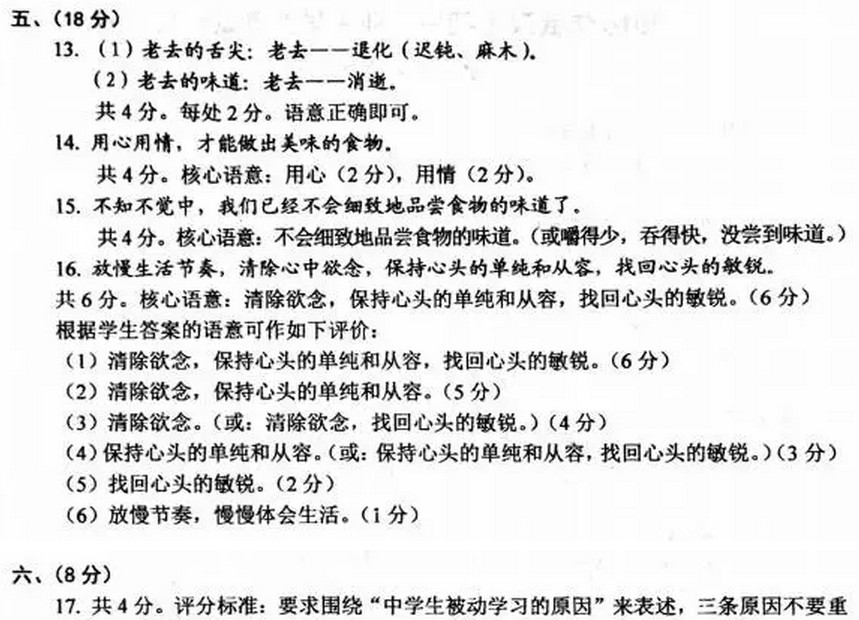 五、（18分）
13.（1）老去的舌尖：老去——退化（迟钝、麻木）。
（2）老去的味道：老去——消逝。
共4分。每处2分。语意正确即可。
14. 用心用情，才能做出美味的食物。
共4分。核心语意：用心（2分），用情（2分）。
15. 不知不觉中，我们已经不会细致地品尝食物的味道了。
共4分。核心语意：不会细致地品尝食物的味道。（或嚼得少，吞得快，没尝到味道。）
16. 放慢生活节奏，清除心中欲念，保持心头的单纯和从容，找回心头的敏锐。
共6分。核心语意：清除欲念，保持心头的单纯和从容，找回心头的敏锐。（6分）
根据学生答案的语意可作如下评价：
（1）清除欲念，保持心头的单纯和从容，找回心头的敏锐。（6分）
（2）清除欲念，保持心头的单纯和从容。（5分）
（3）清除欲念。（或：清除欲念，找回心头的敏锐。）（4分）
（4）保持心头的单纯和从容。（或：保持心头的单纯和从容，找回心头的敏锐。）（3分）
（5）找回心头的敏锐。（2分）
（6）放慢节奏，慢慢体会生活。（1分）
六、（8分）
17. 共4分。评分标准：要求围绕“中学生被动学习的原因”来表述，三条原因不要重